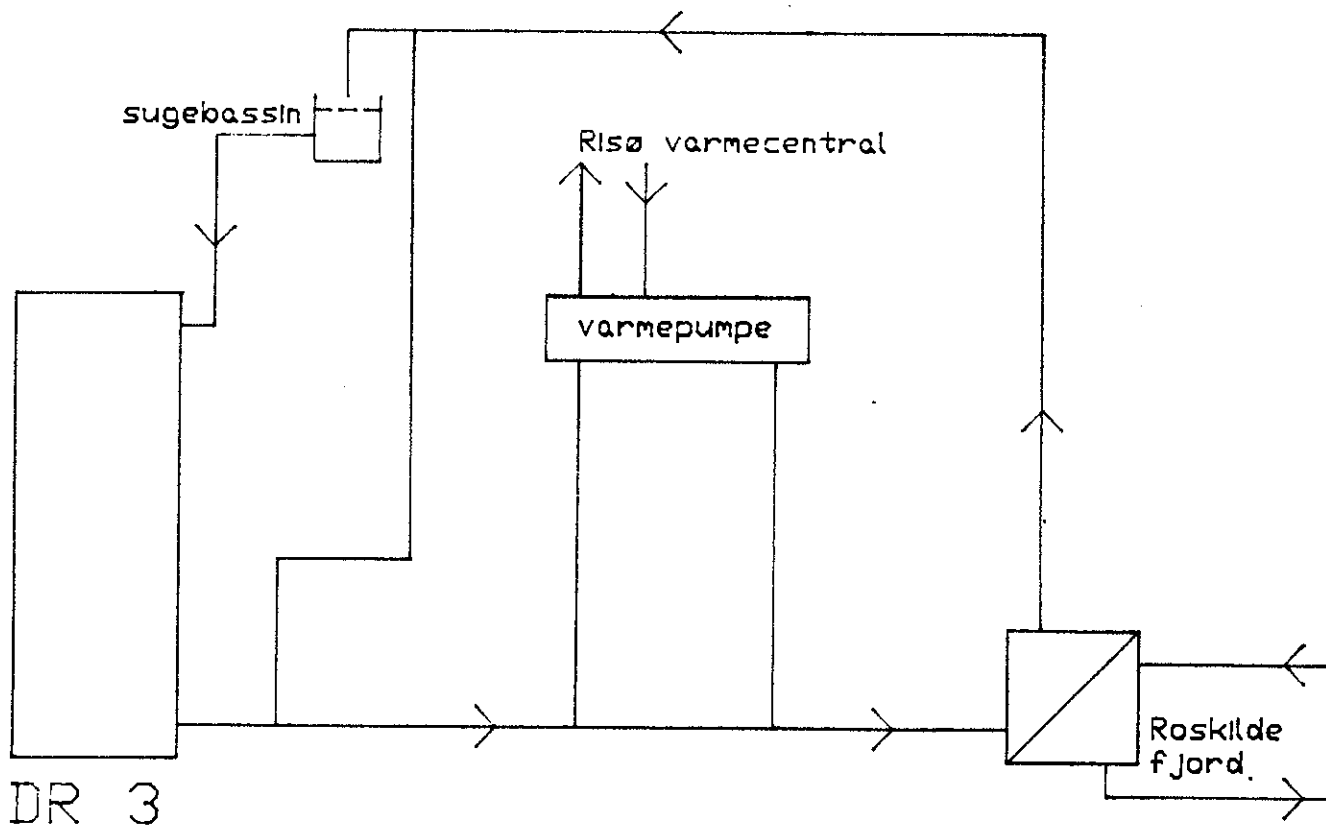 sugebassin
Risø varmecentral
varmepumpe
Roskilde
fjord.
DR 3